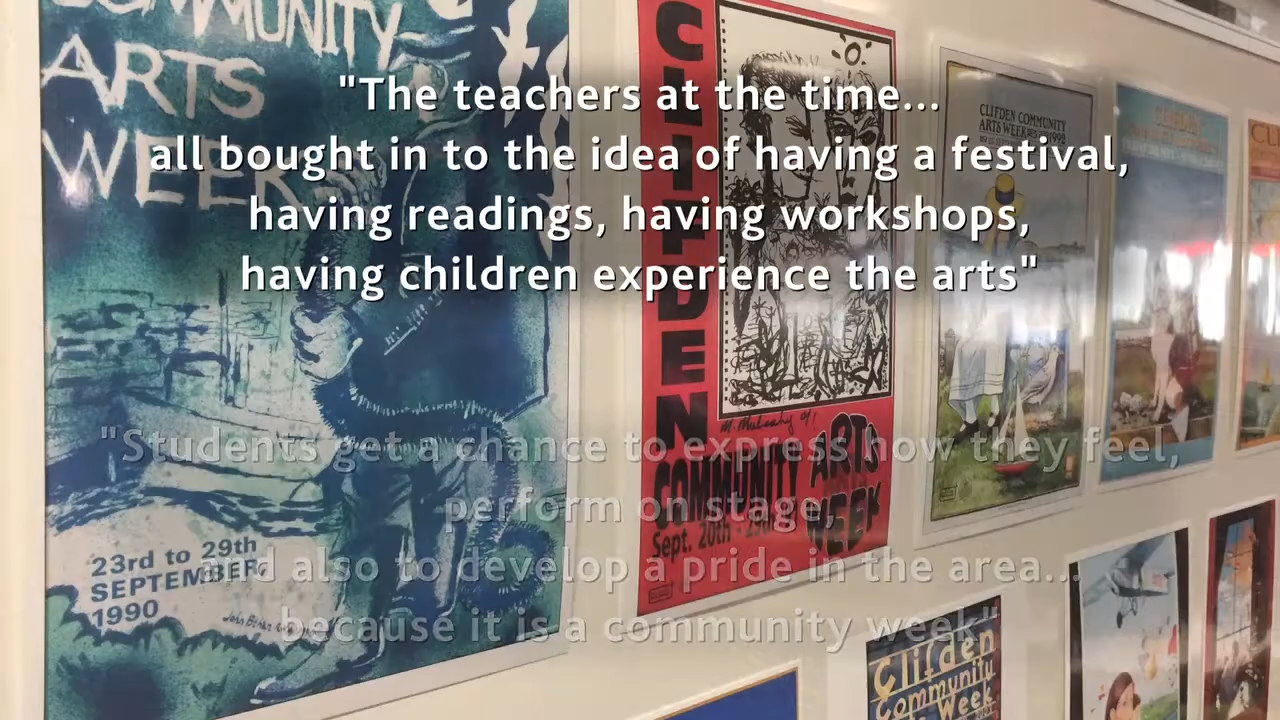 "The teachers at the time...
all bought in to the idea of having a festival,
having readings, having workshops,
having children experience the arts"
"Students get a chance to express how they feel,
perform on stage,
and also to develop a pride in the area...
because it is a community week"
COMMUNITY
ARTS
WEEK
23rd to 29th
SEPTEMBER,
1990
CLIFDEN
COMMUNITY
ARTS
WEEK
Sept. 20th
CLIFDEN COMMUNITY
ARTS WEEK
CLIFDEN
Clifden
Community
Week